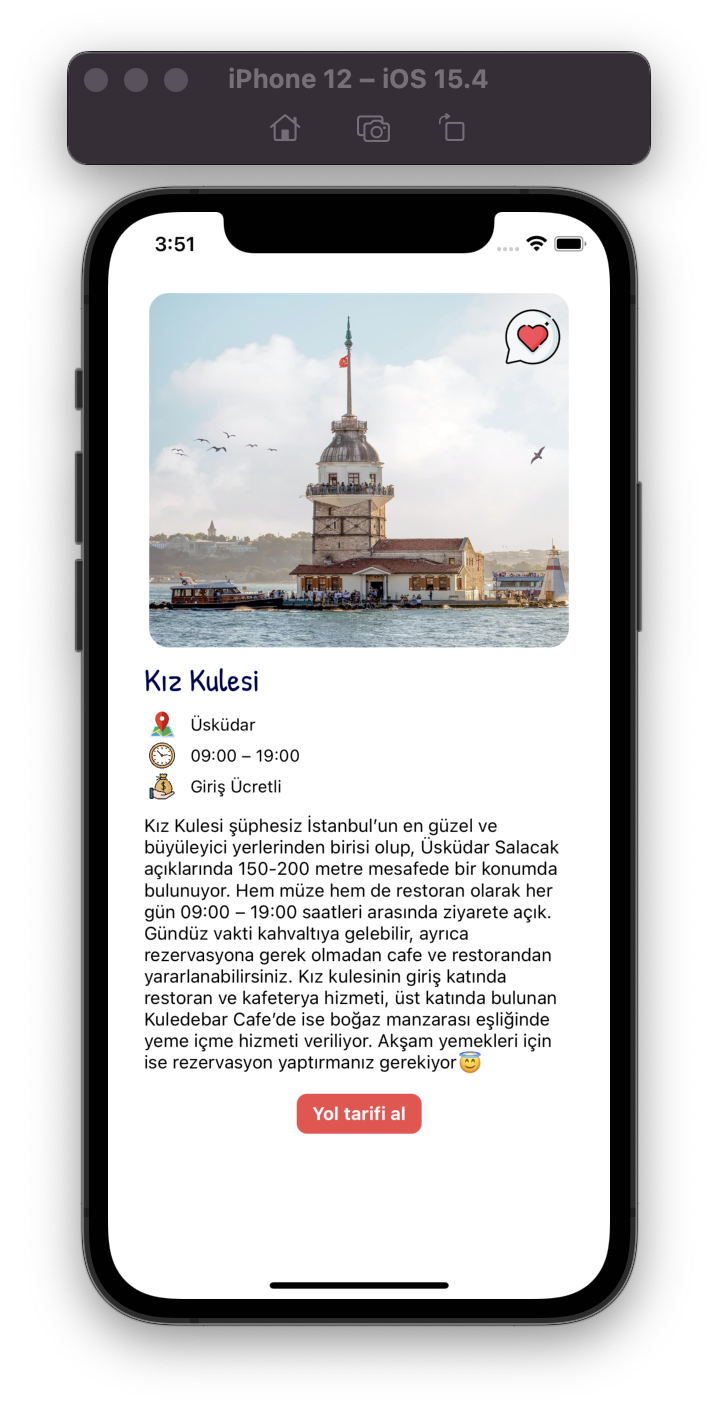 iPhone 12 – iOS 15.4
3:51
Kız Kulesi
Üsküdar
09:00 – 19:00
Giriş Ücretli
Kız Kulesi şüphesiz İstanbul’un en güzel ve
büyüleyici yerlerinden birisi olup, Üsküdar Salacak
açıklarında 150-200 metre mesafede bir konumda
bulunuyor. Hem müze hem de restoran olarak her
gün 09:00 – 19:00 saatleri arasında ziyarete açık.
Gündüz vakti kahvaltıya gelebilir, ayrıca
rezervasyona gerek olmadan cafe ve restorandan
yararlanabilirsiniz. Kız kulesinin giriş katında
restoran ve kafeterya hizmeti, üst katında bulunan
Kuledebar Cafe’de ise boğaz manzarası eşliğinde
yeme içme hizmeti veriliyor. Akşam yemekleri için
ise rezervasyon yaptırmanız gerekiyor😇
Yol tarifi al